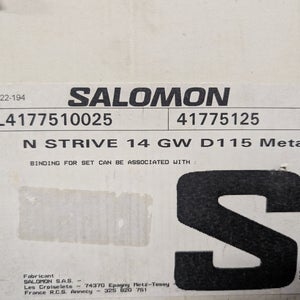 22-194
SALOMON
L4177510025 41775125
N STRIVE 14 GW D115 Meta
BINDING FOR SET CAN BE ASSOCIATED WITH :
S
Fabricant
SALOMON S.A.S. -
Les Croiselets - 74370 Epagny Metz-Tessy -
France R.C.S. Annecy - 325 820 751